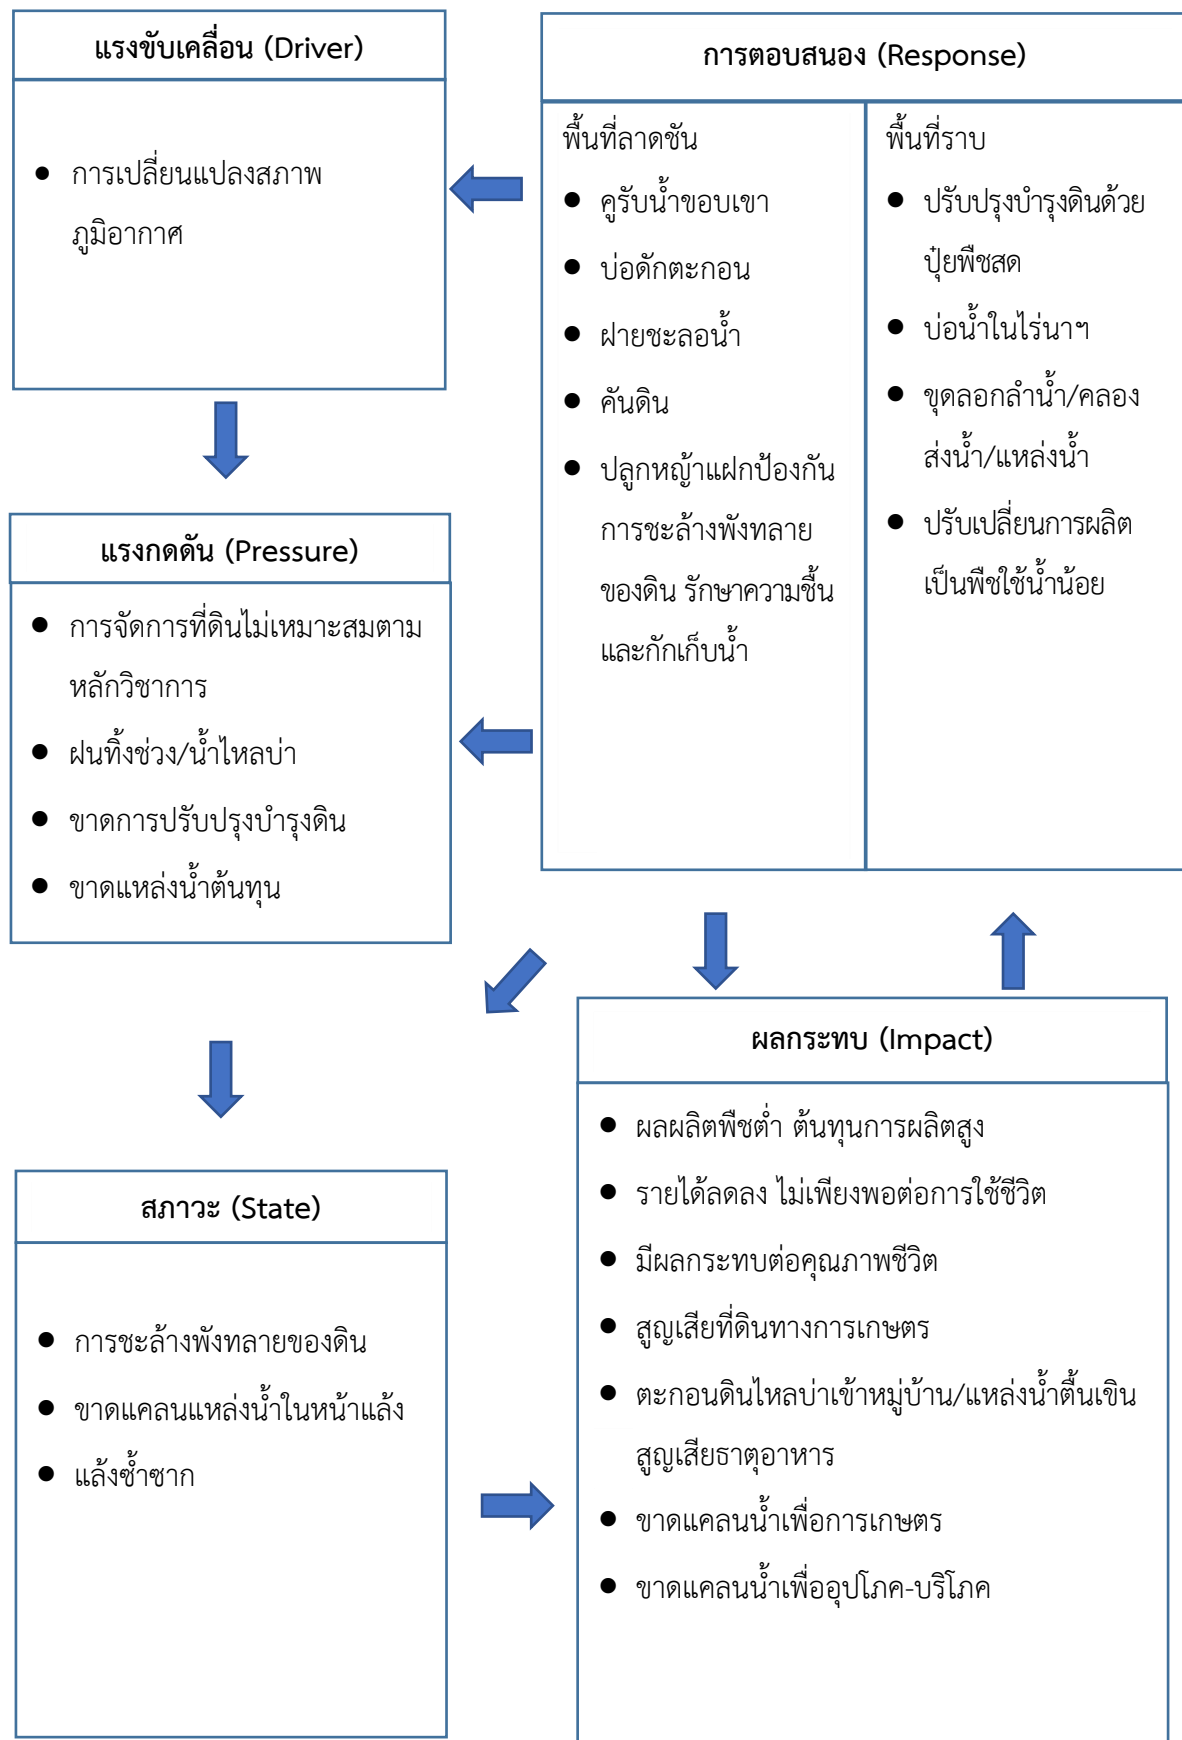 แรงขับเคลื่อน (Driver)
● การเปลี่ยนแปลงสภาพ
ภูมิอากาศ
การตอบสนอง (Response)
พื้นที่ลาดชัน
● คูรับน้ำขอบเขา
● บ่อดักตะกอน
● ฝายชะลอน้ำ
● คันดิน
● ปลูกหญ้าแฝกป้องกัน
การชะล้างพังทลาย
ของดิน รักษาความชื้น
และกักเก็บน้ำ
พื้นที่ราบ
● ปรับปรุงบำรุงดินด้วย
ปุ๋ยพืชสด
● บ่อน้ำในไร่นาฯ
● ขุดลอกลำน้ำ/คลอง
ส่งน้ำ/แหล่งน้ำ
● ปรับเปลี่ยนการผลิต
เป็นพืชใช้น้ำน้อย
แรงกดดัน (Pressure)
● การจัดการที่ดินไม่เหมาะสมตาม
หลักวิชาการ
● ฝนทิ้งช่วง/น้ำไหลบ่า
● ขาดการปรับปรุงบำรุงดิน
● ขาดแหล่งน้ำต้นทุน
สภาวะ (State)
● การชะล้างพังทลายของดิน
● ขาดแคลนแหล่งน้ำในหน้าแล้ง
● แล้งซ้ำซาก
ผลกระทบ (Impact)
● ผลผลิตพืชต่ำ ต้นทุนการผลิตสูง
● รายได้ลดลง ไม่เพียงพอต่อการใช้ชีวิต
● มีผลกระทบต่อคุณภาพชีวิต
● สูญเสียที่ดินทางการเกษตร
● ตะกอนดินไหลบ่าเข้าหมู่บ้าน/แหล่งน้ำตื้นเขิน
สูญเสียธาตุอาหาร
● ขาดแคลนน้ำเพื่อการเกษตร
● ขาดแคลนน้ำเพื่ออุปโภค-บริโภค